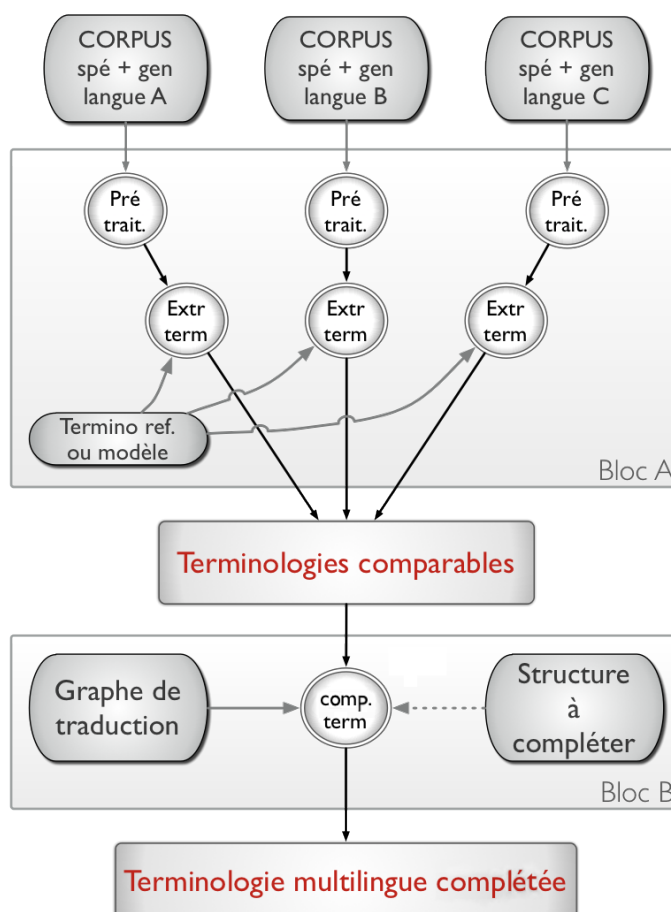 CORPUS
spé + gen
langue A
CORPUS
spé + gen
langue B
CORPUS
spé + gen
langue C
Pré
trait.
Pré
trait.
Pré
trait.
Extr
term
Extr
term
Extr
term
Termino ref.
ou modèle
Bloc A
Terminologies comparables
Graphe de
traduction
comp.
term
Structure
à
compléter
Bloc B
Terminologie multilingue complétée